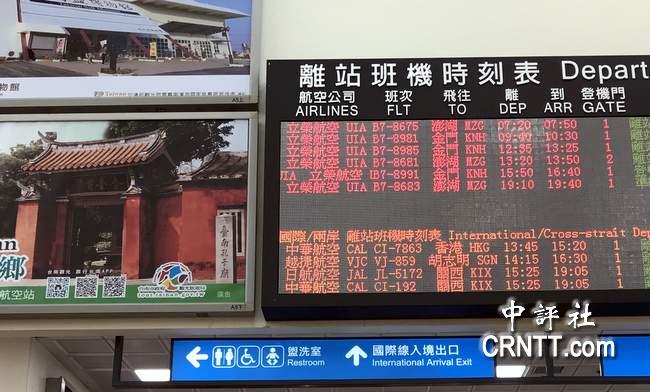 離站班機時刻表 Depart
航空公司 班次 飛往 離 到 登機門
AIRLINES FLT TO DEP ARR GATE
立榮航空 UIA B7-8675 澎湖 MZG 07:20 07:50 1
立榮航空 UIA B7-8981 金門 KNH 09:40 10:30 1
立榮航空 UIA B7-8985 金門 KNH 12:35 13:25 1
立榮航空 UIA B7-8681 澎湖 MZG 13:20 13:50 2
UIA 立榮航空 B7-8991 金門 KNH 15:50 16:40 1
立榮航空 UIA B7-8683 澎湖 MZG 19:10 19:40 1
國際/兩岸 離站班機時刻表 International/Cross-strait Dep
中華航空 CAL CI-7863 香港 HKG 13:45 15:20 1
越捷航空 VJC VJ-859 胡志明 SGN 14:15 16:30 1
日航航空 JAL JL-5172 關西 KIX 15:25 19:05 1
中華航空 CAL CI-192 關西 KIX 15:25 19:05 1
物館
A51
臺南孔子廟
鄉
航空站
廣告
盥洗室
Restroom
國際線入境出口
International Arrival Exit
中評社
CRNTT.com